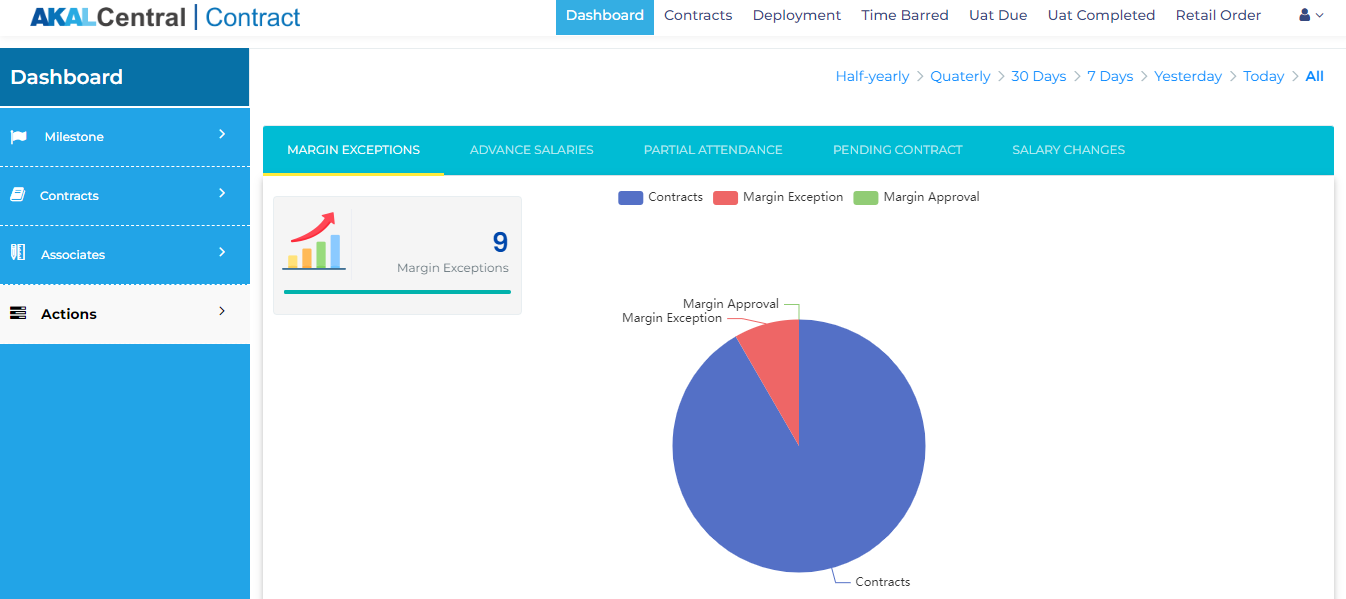 AKALCentral | Contract
Dashboard Contracts Deployment Time Barred Uat Due Uat Completed Retail Order
Dashboard
Half-yearly > Quaterly > 30 Days > 7 Days > Yesterday > Today > All
Milestone
Contracts
Associates
Actions
MARGIN EXCEPTIONS ADVANCE SALARIES PARTIAL ATTENDANCE PENDING CONTRACT SALARY CHANGES
9
Margin Exceptions
Contracts Margin Exception Margin Approval
Margin Approval
Margin Exception
Contracts